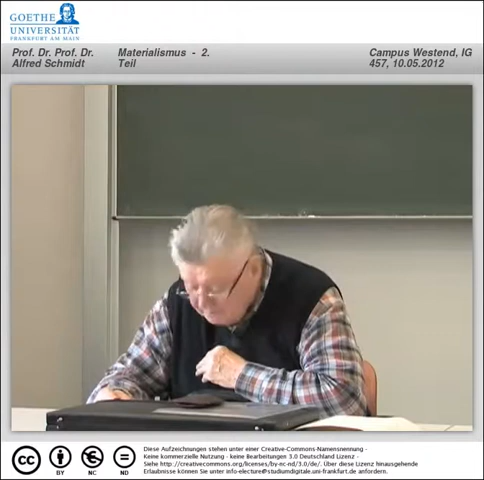 GOETHE
UNIVERSITÄT
FRANKFURT AM MAIN
Prof. Dr. Prof. Dr. Materialismus - 2. Campus Westend, IG
Alfred Schmidt Teil 457, 10.05.2012
cc BY NC ND
Diese Aufzeichnungen stehen unter einer Creative-Commons-Namensnennung -
Keine kommerzielle Nutzung - keine Bearbeitungen 3.0 Deutschland Lizenz -
Siehe http://creativecommons.org/licenses/by-nc-nd/3.0/de/. Über diese Lizenz hinausgehende
Erlaubnisse können Sie unter info-electure@studiumdigitale.uni-frankfurt.de anfordern.